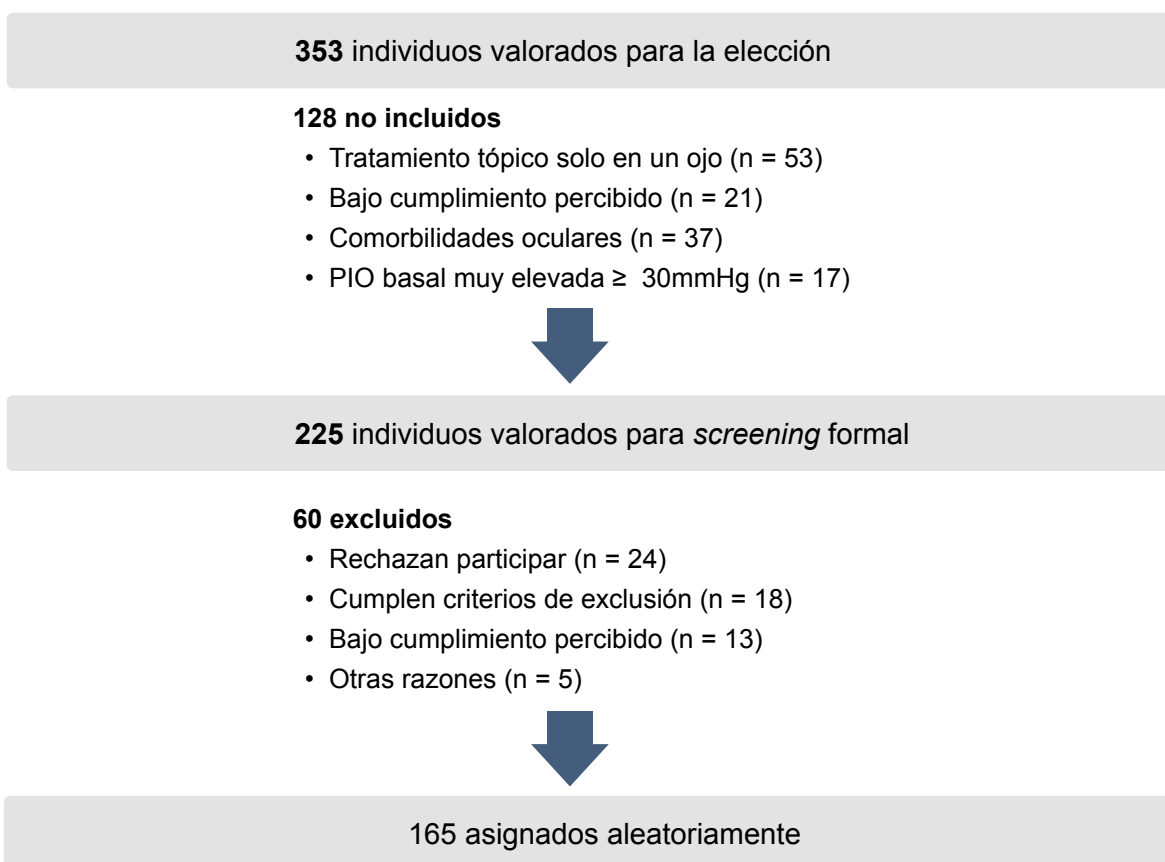 353 individuos valorados para la elección
128 no incluidos
• Tratamiento tópico solo en un ojo (n = 53)
• Bajo cumplimiento percibido (n = 21)
• Comorbilidades oculares (n = 37)
• PIO basal muy elevada ≥ 30mmHg (n = 17)
225 individuos valorados para screening formal
60 excluidos
• Rechazan participar (n = 24)
• Cumplen criterios de exclusión (n = 18)
• Bajo cumplimiento percibido (n = 13)
• Otras razones (n = 5)
165 asignados aleatoriamente